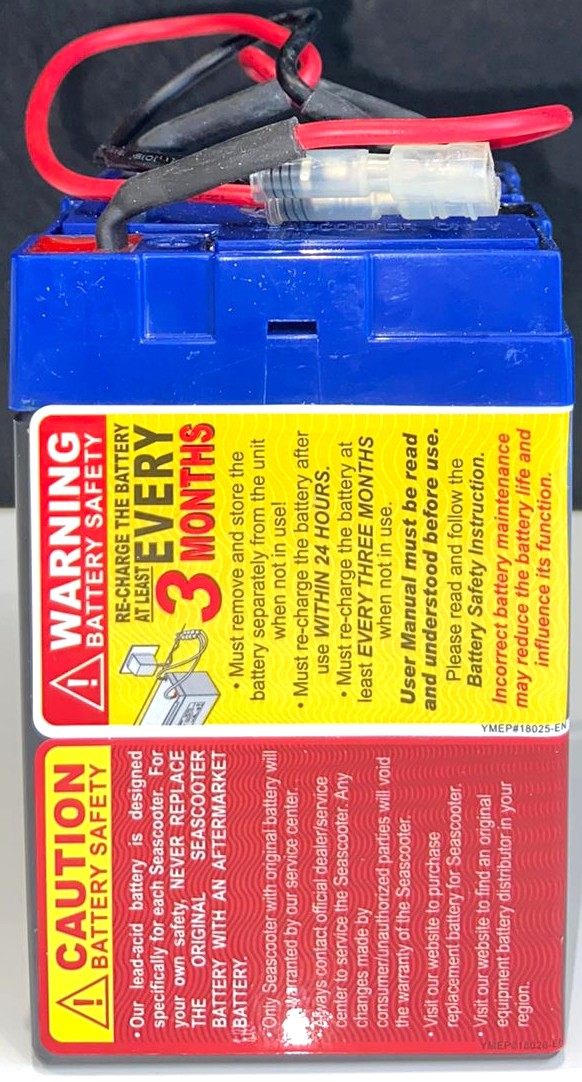 SEASCOOTER ONLY
WARNING
BATTERY SAFETY
RE-CHARGE THE BATTERY
AT LEAST EVERY
3 MONTHS
• Must remove and store the
battery separately from the unit
when not in use!
• Must re-charge the battery after
use WITHIN 24 HOURS.
• Must re-charge the battery at
least EVERY THREE MONTHS
when not in use.
User Manual must be read
and understood before use.
Please read and follow the
Battery Safety Instruction.
Incorrect battery maintenance
may reduce the battery life and
influence its function.
YMEP#18025-EN
CAUTION
BATTERY SAFETY
• Our lead-acid battery is designed
specifically for each Seascooter. For
your own safety, NEVER REPLACE
THE ORIGINAL SEASCOOTER
BATTERY WITH AN AFTERMARKET
BATTERY.
• Only Seascooter with original battery will
warranted by our service center.
contact official dealer/service
center to service the Seascooter. Any
changes made by
consumer/unauthorized parties will void
the warranty of the Seascooter.
• Visit our website to purchase
replacement battery for Seascooter.
• Visit our website to find an original
equipment battery distributor in your
region.